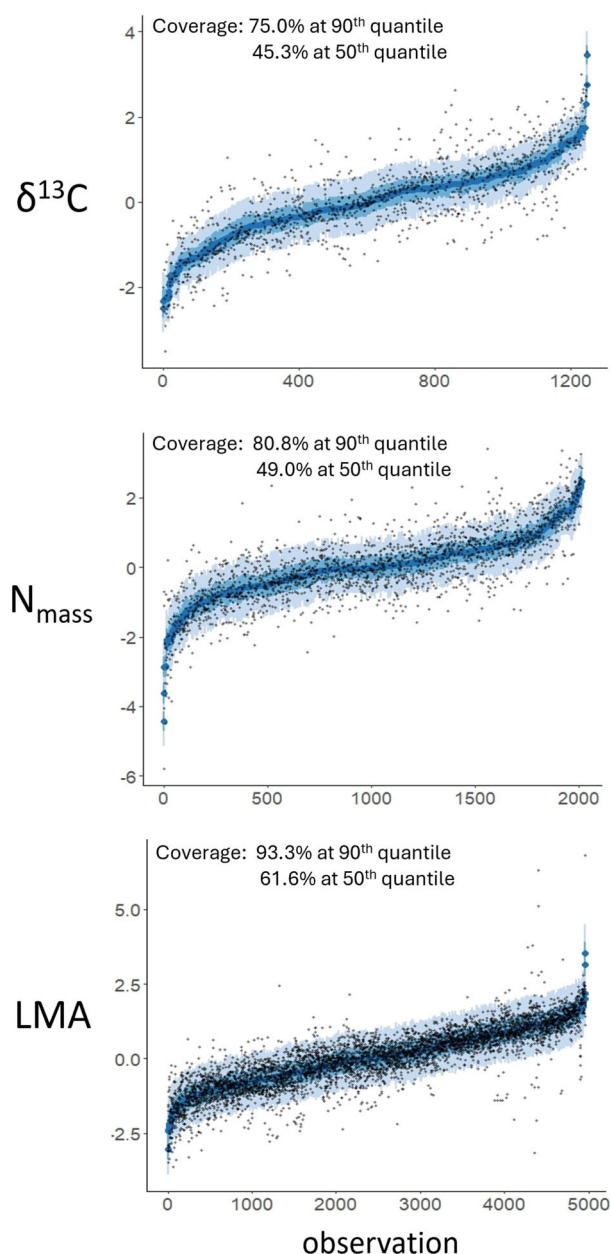 Coverage: 75.0% at 90th quantile
45.3% at 50th quantile
4
2
0
-2
δ13C
0 400 800 1200
Coverage: 80.8% at 90th quantile
49.0% at 50th quantile
2
0
-2
-4
-6
Nmass
0 500 1000 1500 2000
Coverage: 93.3% at 90th quantile
61.6% at 50th quantile
5.0
2.5
0.0
-2.5
LMA
0 1000 2000 3000 4000 5000
observation